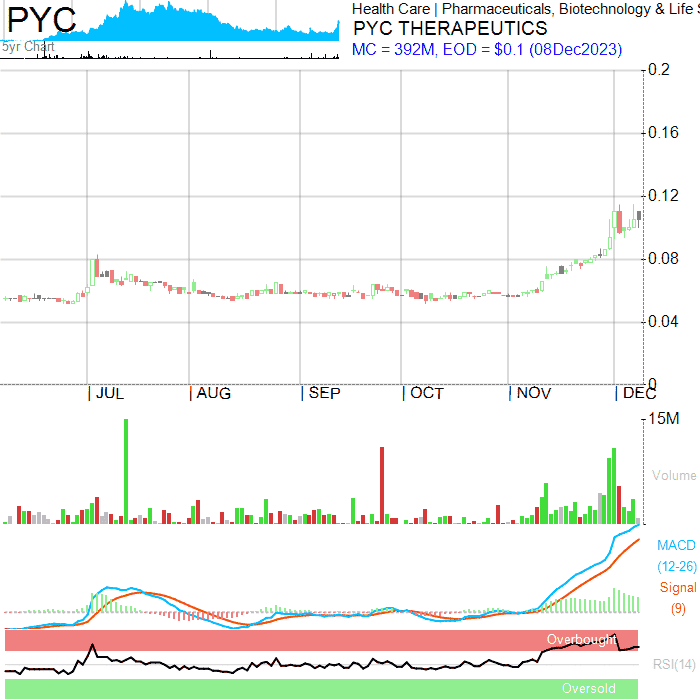 PYC
5yr Chart
Health Care | Pharmaceuticals, Biotechnology & Life S
PYC THERAPEUTICS
MC = 392M, EOD = $0.1 (08Dec2023)
0.2
0.16
0.12
0.08
0.04
0
| JUL | AUG | SEP | OCT | NOV | DEC
15M
Volume
MACD
(12-26)
Signal
(9)
Overbought
RSI(14)
Oversold